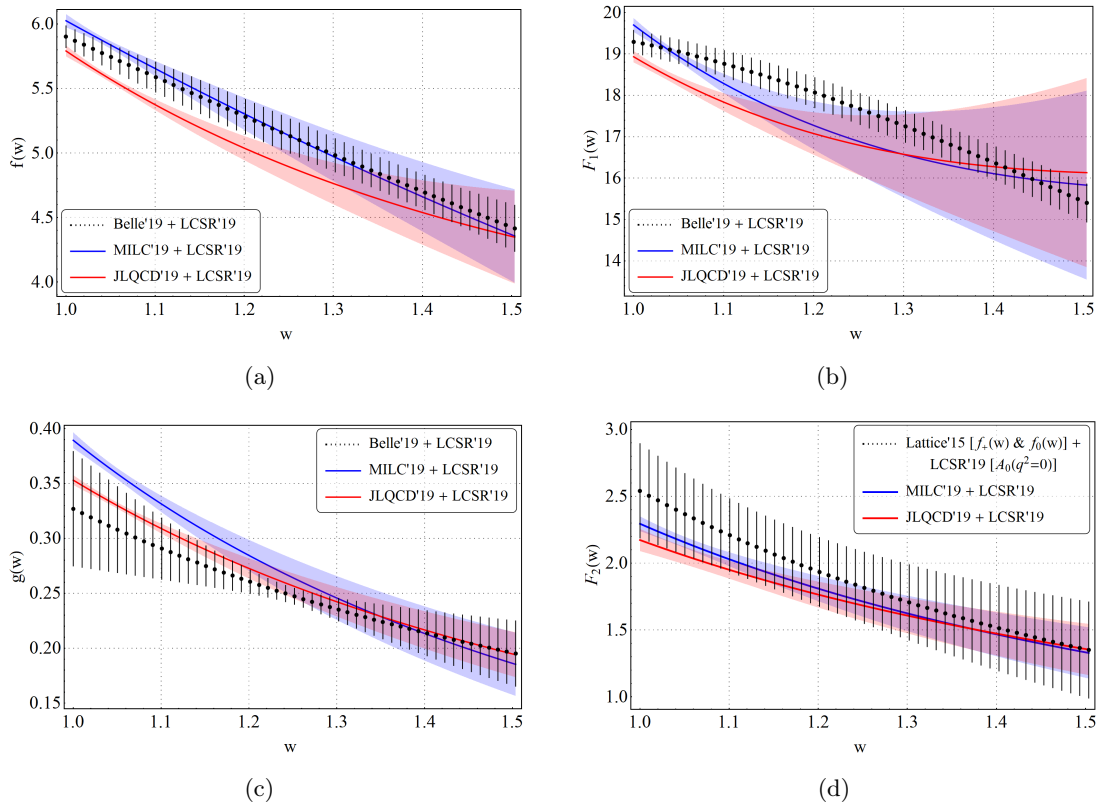 6.0
5.5
5.0
4.5
4.0
f(w)
Belle'19 + LCSR'19
MILC'19 + LCSR'19
JLQCD'19 + LCSR'19
1.0 1.1 1.2 1.3 1.4 1.5
w
(a)
20
19
18
17
16
15
14
F₁(w)
Belle'19 + LCSR'19
MILC'19 + LCSR'19
JLQCD'19 + LCSR'19
1.0 1.1 1.2 1.3 1.4 1.5
w
(b)
0.40
0.35
0.30
0.25
0.20
0.15
g(w)
Belle'19 + LCSR'19
MILC'19 + LCSR'19
JLQCD'19 + LCSR'19
1.0 1.1 1.2 1.3 1.4 1.5
w
(c)
3.0
2.5
2.0
1.5
1.0
F₂(w)
Lattice'15 [f₊(w) & f₀(w)] +
LCSR'19 [A₀(q²=0)]
MILC'19 + LCSR'19
JLQCD'19 + LCSR'19
1.0 1.1 1.2 1.3 1.4 1.5
w
(d)